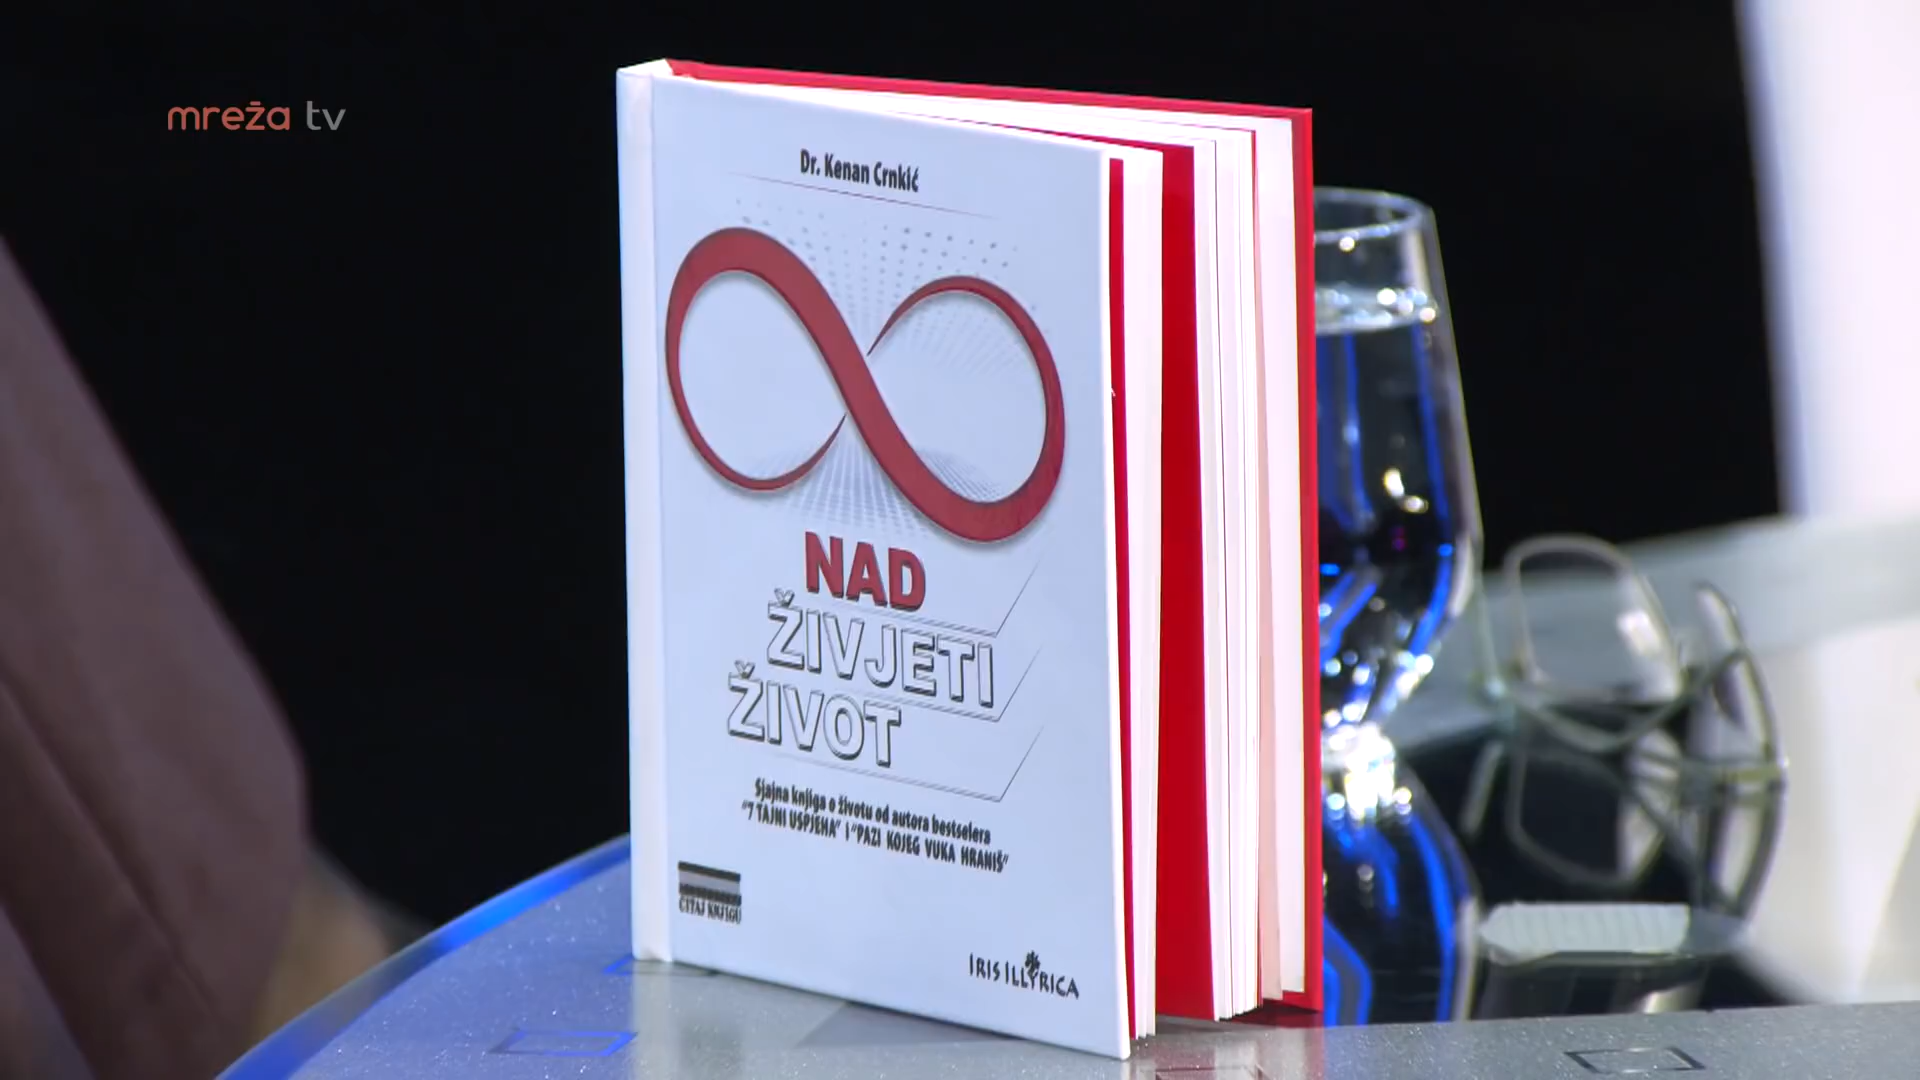 mreža tv
Dr. Kenan Crnkić
NAD
ŽIVJETI
ŽIVOT
Sjajna knjiga o životu od autora bestselera
"7 TAJNI USPJEHA" i "PAZI KOJEG VUKA HRANIŠ"
ČITAJ KNJIGU
IRIS ILLYRICA